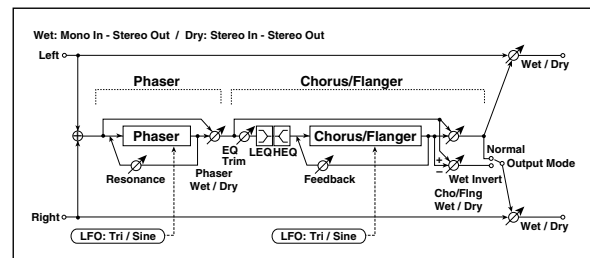 Wet: Mono In - Stereo Out / Dry: Stereo In - Stereo Out
Left
Wet / Dry
Phaser
Chorus/Flanger
Phaser
EQ
Trim
LEQ
HEQ
Chorus/Flanger
Normal
Output Mode
Resonance
Phaser
Wet / Dry
Feedback
+
−
Wet Invert
Cho/Flng
Wet / Dry
Right
Wet / Dry
LFO: Tri / Sine
LFO: Tri / Sine